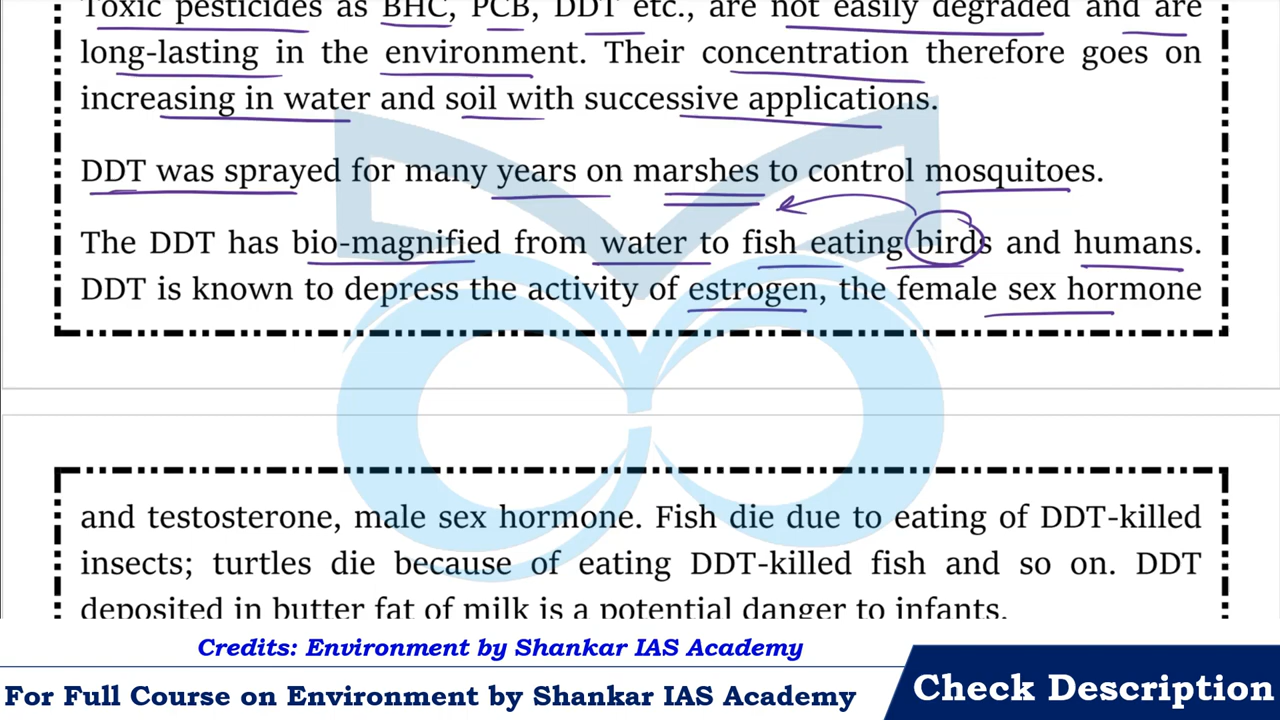 Toxic pesticides as BHC, PCB, DDT etc., are not easily degraded and are
long-lasting in the environment. Their concentration therefore goes on
increasing in water and soil with successive applications.
DDT was sprayed for many years on marshes to control mosquitoes.
The DDT has bio-magnified from water to fish eating birds and humans.
DDT is known to depress the activity of estrogen, the female sex hormone
and testosterone, male sex hormone. Fish die due to eating of DDT-killed
insects; turtles die because of eating DDT-killed fish and so on. DDT
deposited in butter fat of milk is a potential danger to infants.
Credits: Environment by Shankar IAS Academy
For Full Course on Environment by Shankar IAS Academy
Check Description